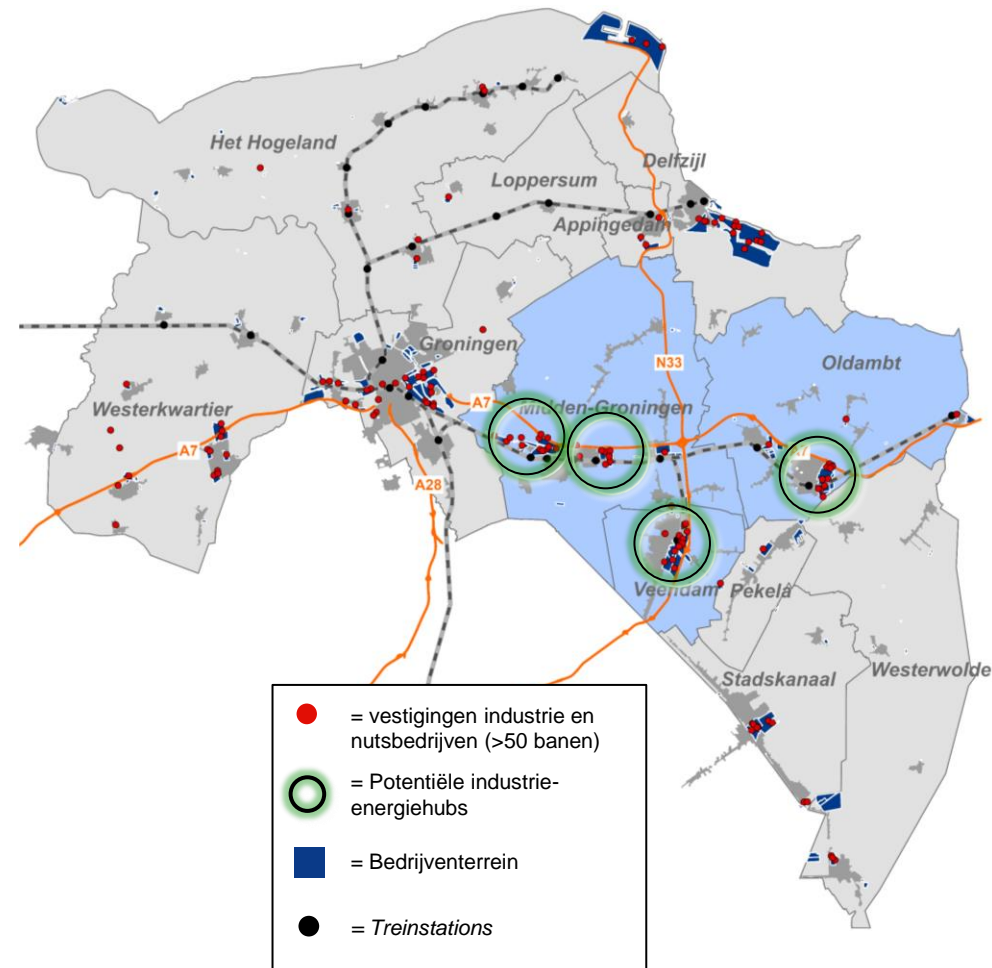 Het Hogeland
Delfzijl
Loppersum
Appingedam
Groningen
N33
Oldambt
Westerkwartier
A7
Midden-Groningen
A7
A7
A28
Veendam
Pekela
Stadskanaal
Westerwolde
= vestigingen industrie en
nutsbedrijven (>50 banen)
= Potentiële industrie-
energiehubs
= Bedrijventerrein
= Treinstations